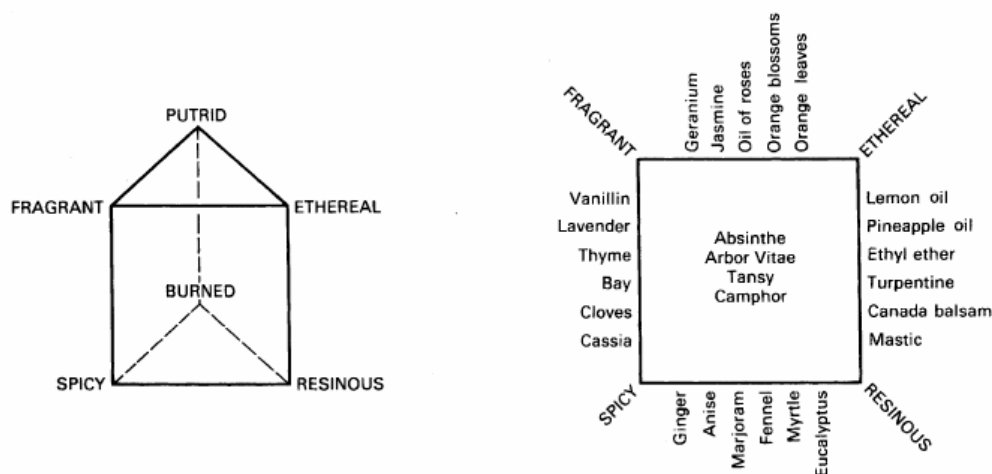 PUTRID
FRAGRANT
ETHEREAL
BURNED
SPICY
RESINOUS
FRAGRANT
Geranium
Jasmine
Oil of roses
Orange blossoms
Orange leaves
ETHEREAL
Vanillin
Lavender
Thyme
Bay
Cloves
Cassia
Absinthe
Arbor Vitae
Tansy
Camphor
Lemon oil
Pineapple oil
Ethyl ether
Turpentine
Canada balsam
Mastic
SPICY
Ginger
Anise
Marjoram
Fennel
Myrtle
Eucalyptus
RESINOUS